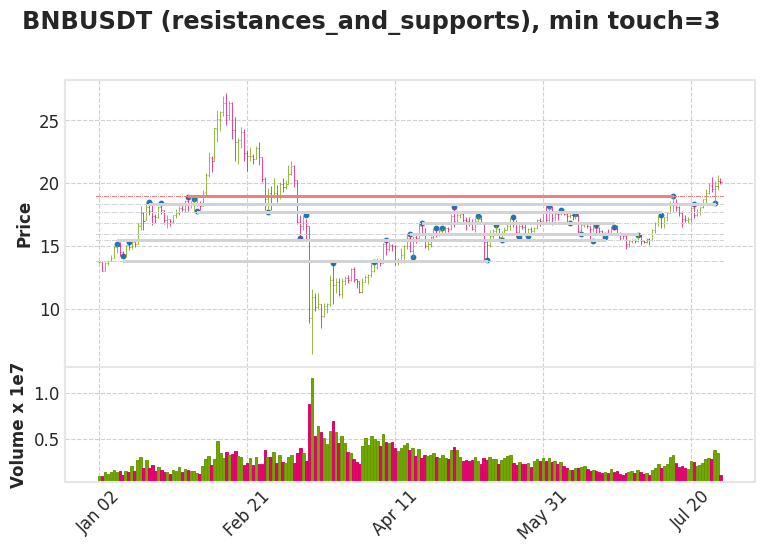 BNBUSDT (resistances_and_supports), min touch=3
Price
25
20
15
10
Volume x 1e7
1.0
0.5
Jan 02
Feb 21
Apr 11
May 31
Jul 20